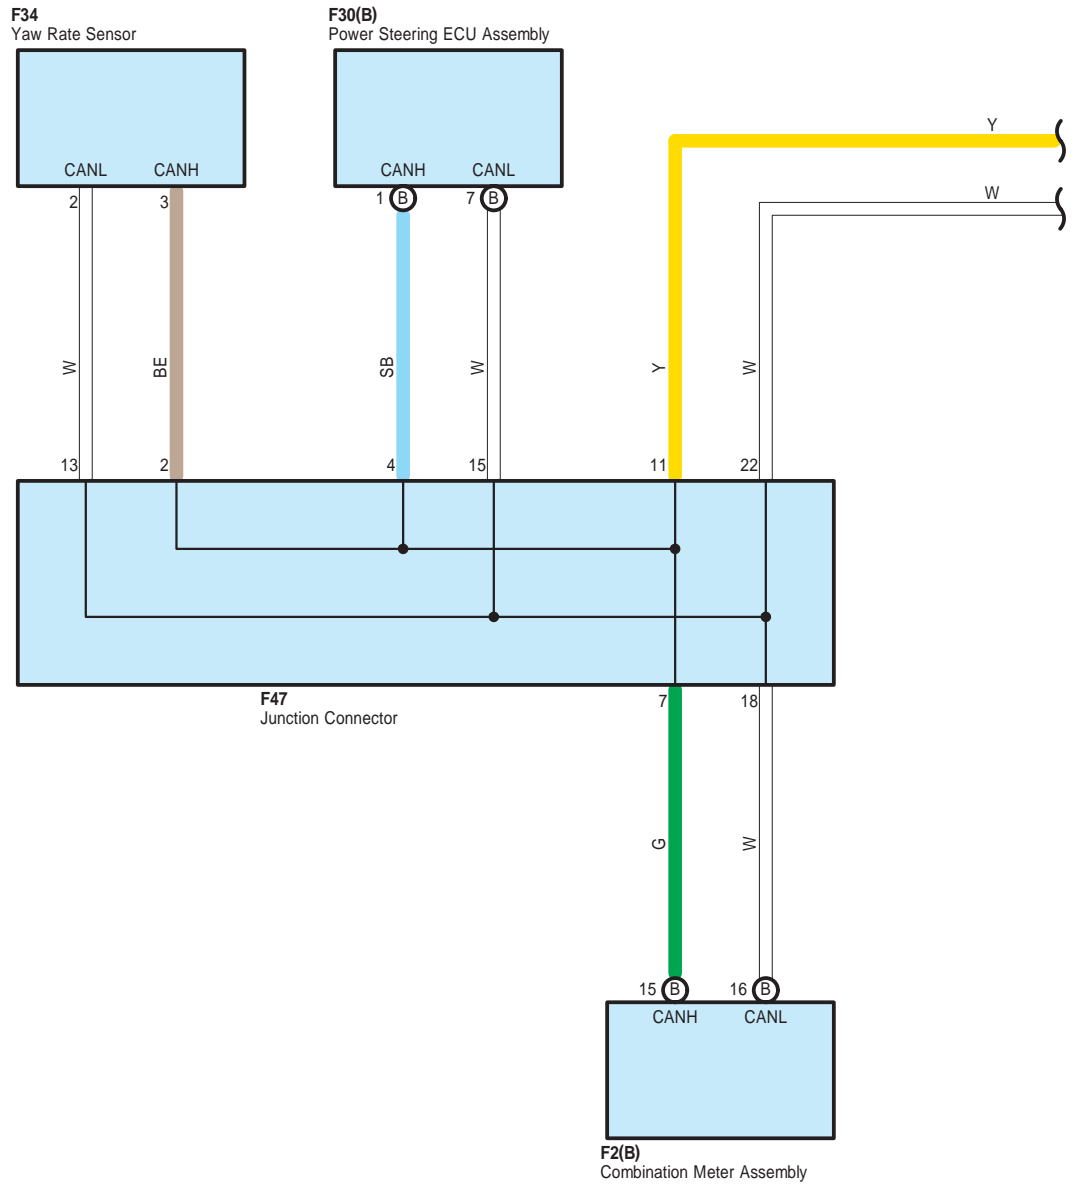 F34
Yaw Rate Sensor
F30(B)
Power Steering ECU Assembly
Y
W
CANL
CANH
CANH
CANL
2
3
1
B
7
B
W
BE
SB
W
Y
W
13
2
4
15
11
22
F47
Junction Connector
7
18
G
W
15
B
16
B
CANH
CANL
F2(B)
Combination Meter Assembly